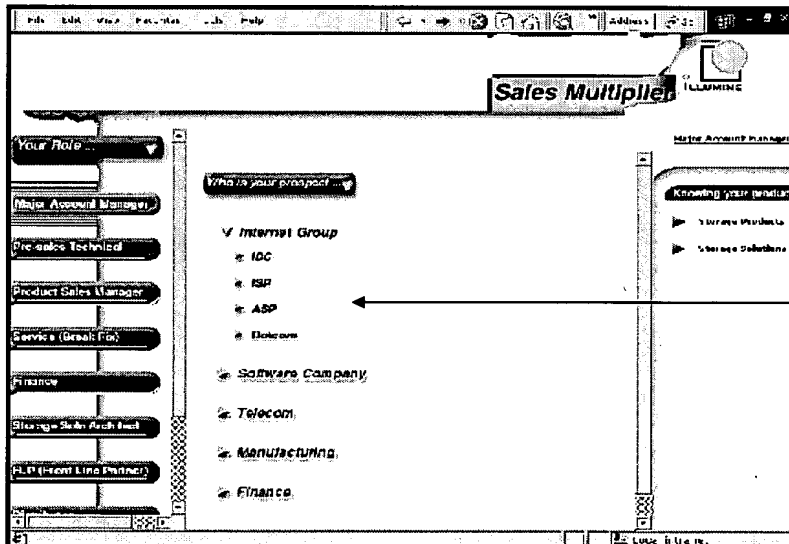 File Edit View Favorites Tools Help
Address
Sales Multiplier
ILLUMINE
Your Role ...
Major Account Manager
Pre-sales Technical
Product Sales Manager
Service (Break Fix)
Finance
Storage Soln Architect
FLP (Front Line Partner)
Who is your prospect ...
Internet Group
IDC
ISP
ASP
Dotcom
Software Company
Telecom
Manufacturing
Finance
Major Account Manager
Knowing your product
Storage Products
Storage Solutions
Local intranet